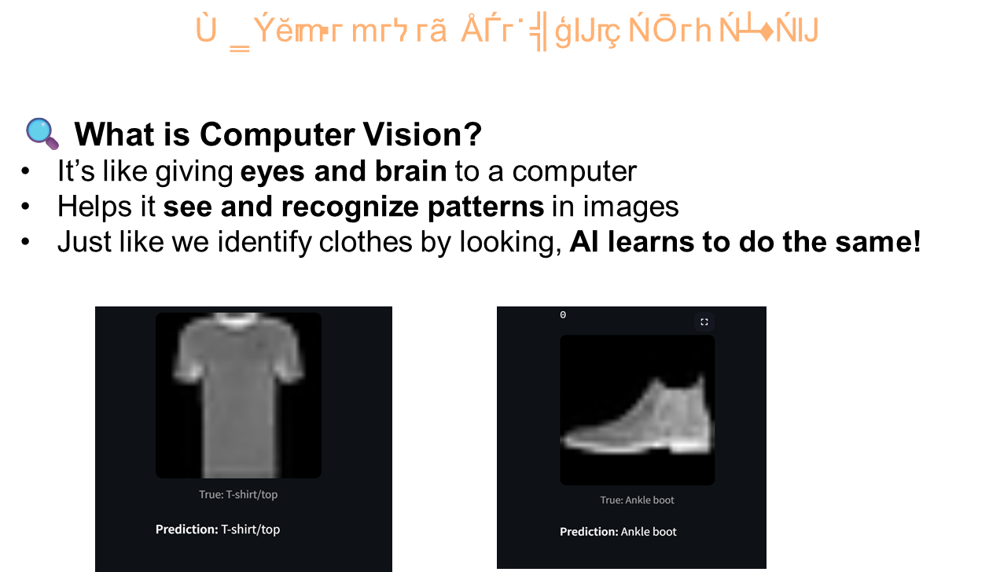 What is Computer Vision?
• It’s like giving eyes and brain to a computer
• Helps it see and recognize patterns in images
• Just like we identify clothes by looking, AI learns to do the same!
True: T-shirt/top
Prediction: T-shirt/top
0
True: Ankle boot
Prediction: Ankle boot